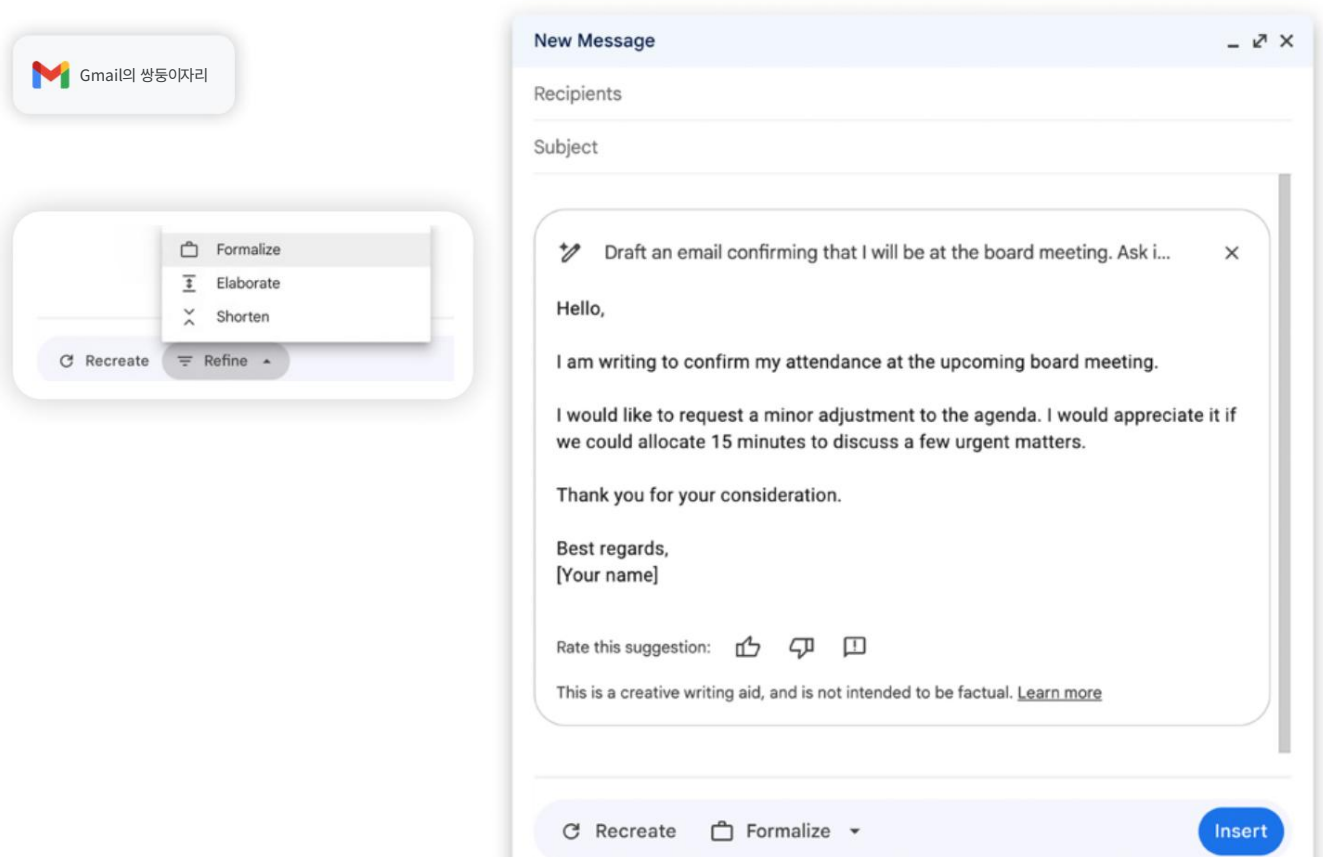 Gmail의 쌍둥이자리
Formalize
Elaborate
Shorten
Recreate Refine
New Message
Recipients
Subject
Draft an email confirming that I will be at the board meeting. Ask i...
Hello,
I am writing to confirm my attendance at the upcoming board meeting.
I would like to request a minor adjustment to the agenda. I would appreciate it if
we could allocate 15 minutes to discuss a few urgent matters.
Thank you for your consideration.
Best regards,
[Your name]
Rate this suggestion:
This is a creative writing aid, and is not intended to be factual. Learn more
Recreate Formalize Insert